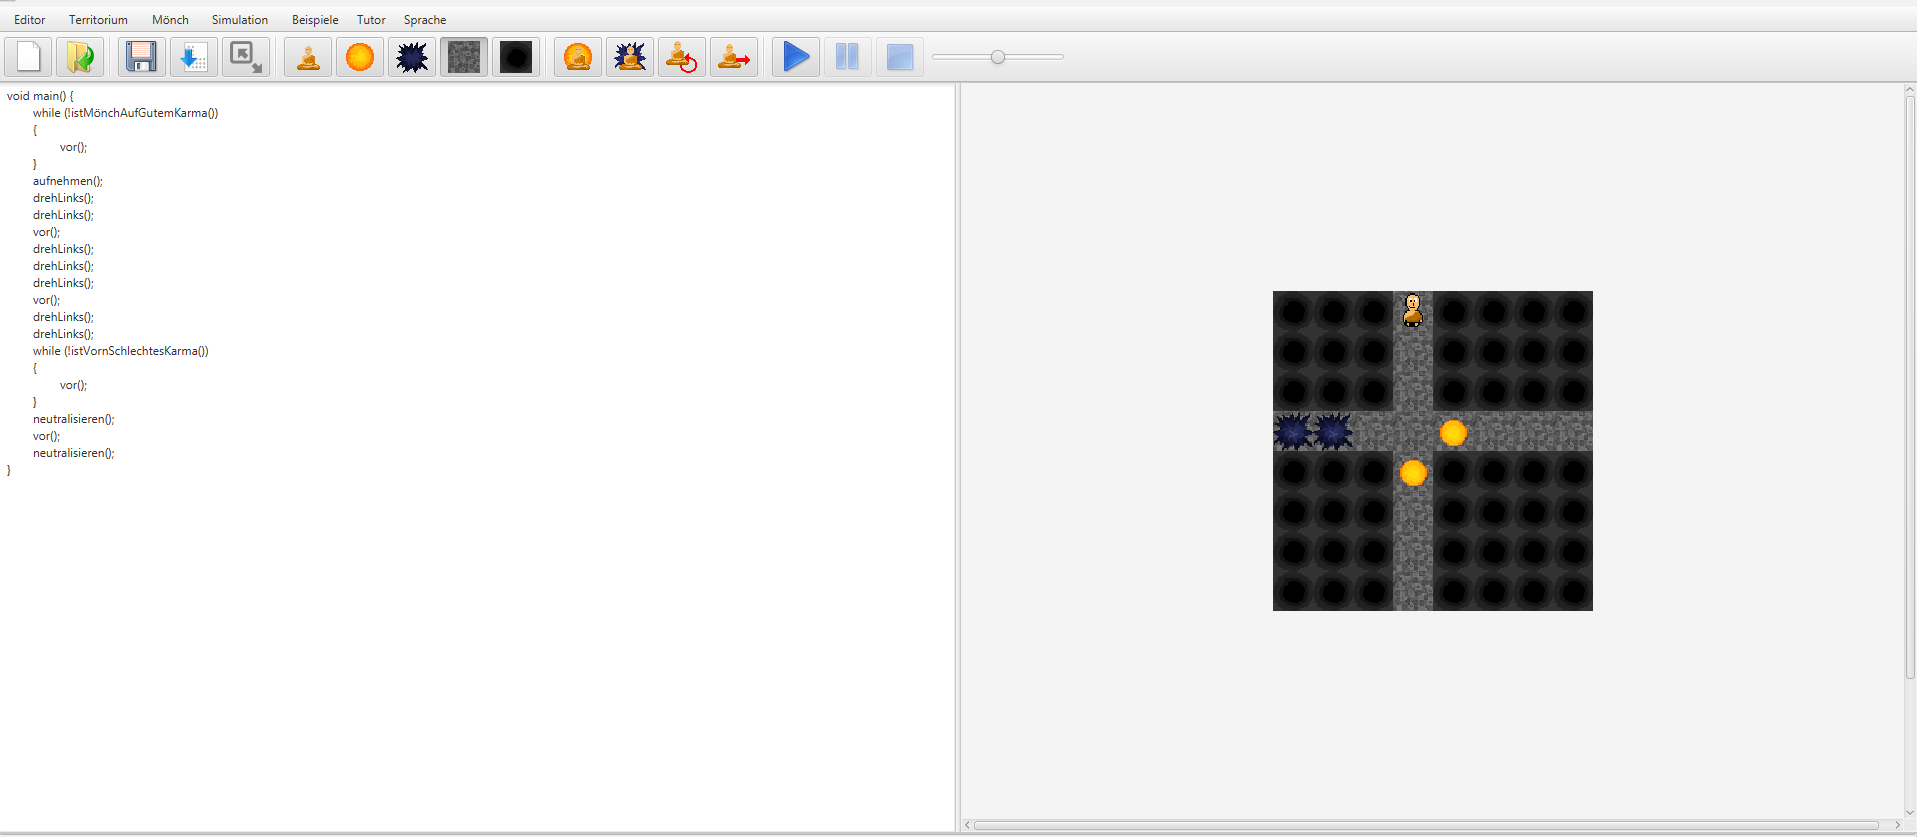 Editor Territorium Mönch Simulation Beispiele Tutor Sprache
void main() {
while (!istMönchAufGutemKarma())
{
vor();
}
aufnehmen();
drehLinks();
drehLinks();
vor();
drehLinks();
drehLinks();
drehLinks();
vor();
drehLinks();
drehLinks();
while (!istVornSchlechtesKarma())
{
vor();
}
neutralisieren();
vor();
neutralisieren();
}